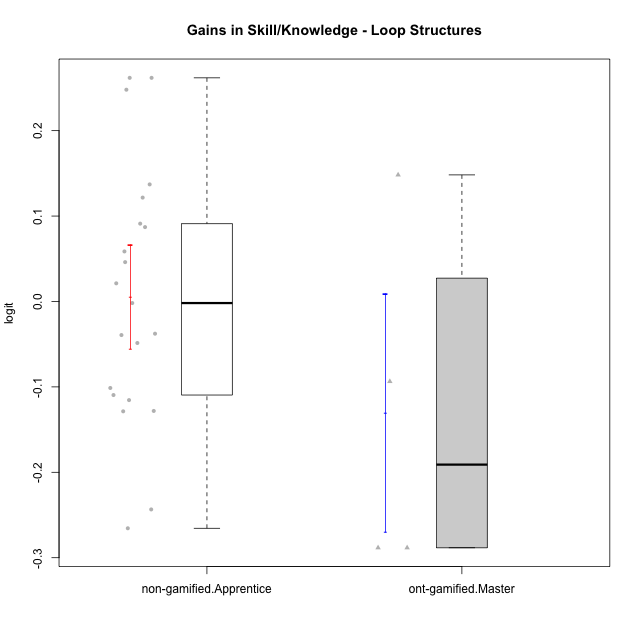 Gains in Skill/Knowledge - Loop Structures
logit
0.2
0.1
0.0
-0.1
-0.2
-0.3
non-gamified.Apprentice
ont-gamified.Master